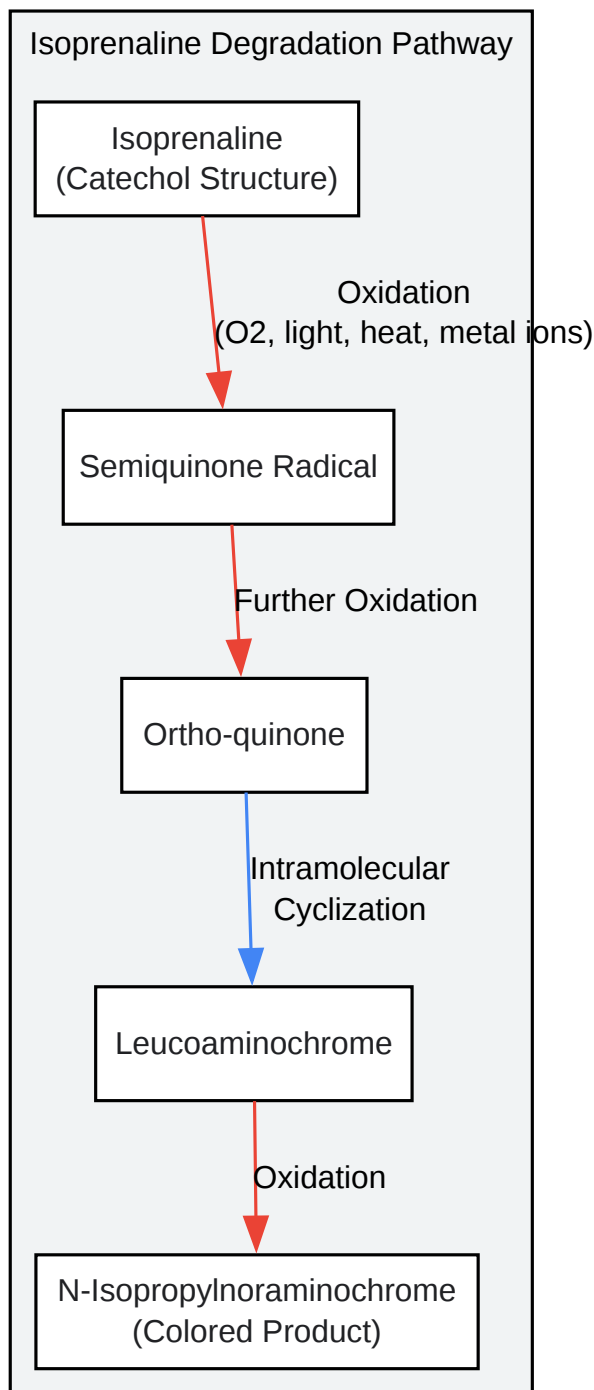 Isoprenaline Degradation Pathway
Isoprenaline
(Catechol Structure)
Oxidation
(O2, light, heat, metal ions)
Semiquinone Radical
Further Oxidation
Ortho-quinone
Intramolecular
Cyclization
Leucoaminochrome
Oxidation
N-Isopropylnoraminochrome
(Colored Product)